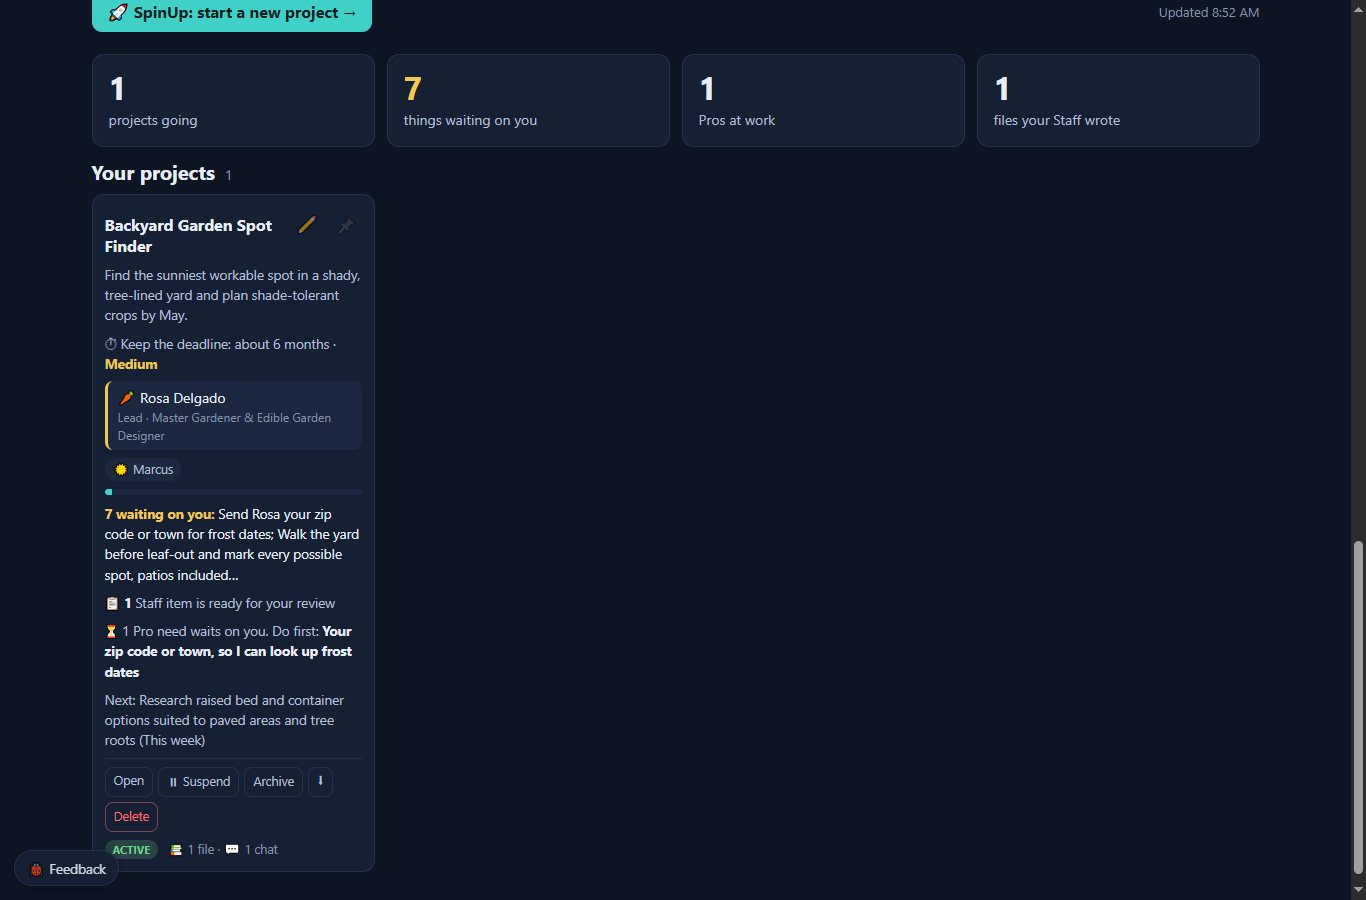 SpinUp: start a new project →
Updated 8:52 AM
1
projects going
7
things waiting on you
1
Pros at work
1
files your Staff wrote
Your projects 1
Backyard Garden Spot
Finder
Find the sunniest workable spot in a shady,
tree-lined yard and plan shade-tolerant
crops by May.
Keep the deadline: about 6 months ·
Medium
Rosa Delgado
Lead · Master Gardener & Edible Garden
Designer
Marcus
7 waiting on you: Send Rosa your zip
code or town for frost dates; Walk the yard
before leaf-out and mark every possible
spot, patios included...
1 Staff item is ready for your review
1 Pro need waits on you. Do first: Your
zip code or town, so I can look up frost
dates
Next: Research raised bed and container
options suited to paved areas and tree
roots (This week)
Open
Suspend
Archive
Delete
ACTIVE 1 file · 1 chat
Feedback